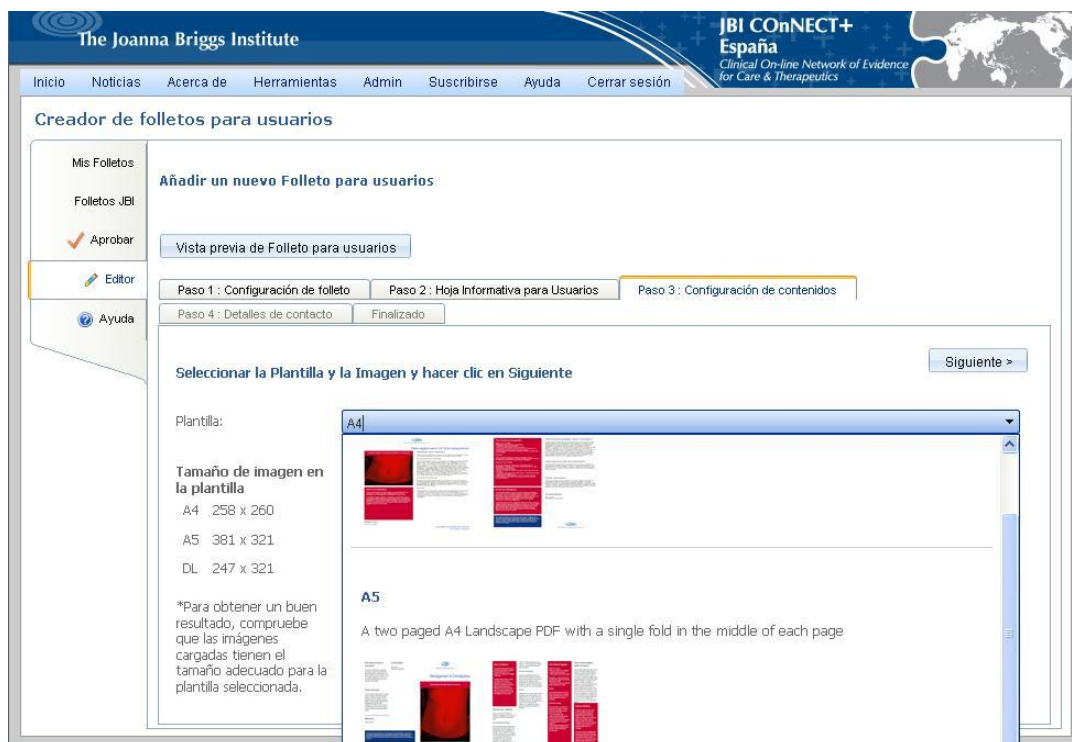 The Joanna Briggs Institute
JBI COnNECT+
España
Clinical On-line Network of Evidence
for Care & Therapeutics
Inicio Noticias Acerca de Herramientas Admin Suscribirse Ayuda Cerrar sesión
Creador de folletos para usuarios
Mis Folletos
Folletos JBI
Aprobar
Editor
Ayuda
Añadir un nuevo Folleto para usuarios
Vista previa de Folleto para usuarios
Paso 1 : Configuración de folleto Paso 2 : Hoja Informativa para Usuarios Paso 3 : Configuración de contenidos
Paso 4 : Detalles de contacto Finalizado
Siguiente >
Seleccionar la Plantilla y la Imagen y hacer clic en Siguiente
Plantilla:
A4
Tamaño de imagen en
la plantilla
A4 258 x 260
A5 381 x 321
DL 247 x 321
*Para obtener un buen
resultado, compruebe
que las imágenes
cargadas tienen el
tamaño adecuado para la
plantilla seleccionada.
A5
A two paged A4 Landscape PDF with a single fold in the middle of each page